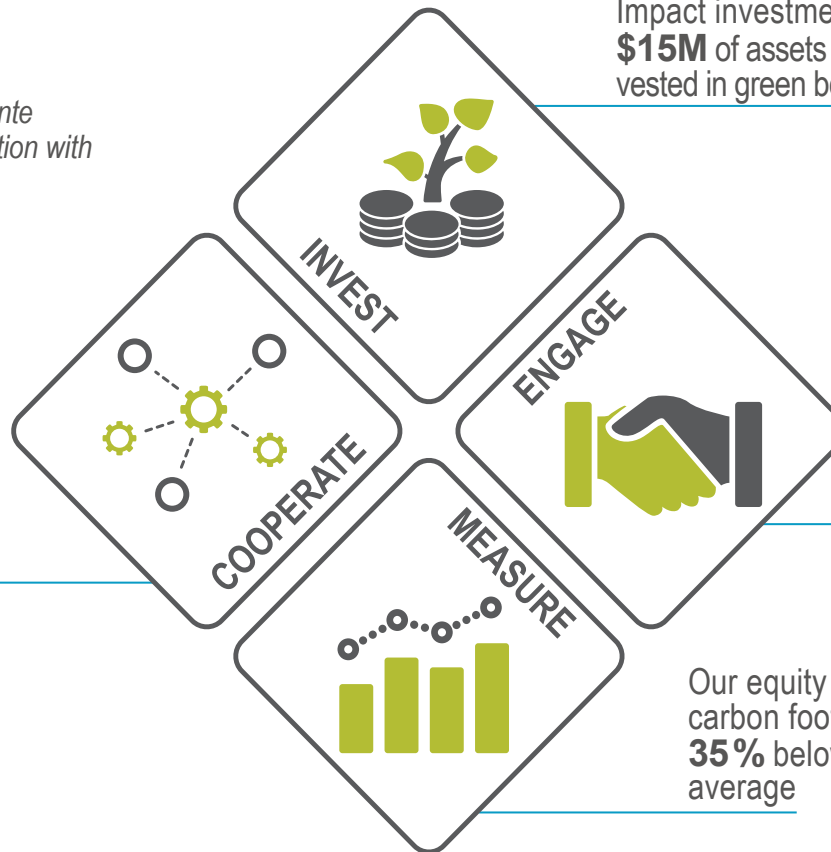 Impact investme
$15M of assets
vested in green b
nte
tion with
INVEST
ENGAGE
COOPERATE
MEASURE
Our equity
carbon foo
35% belo
average